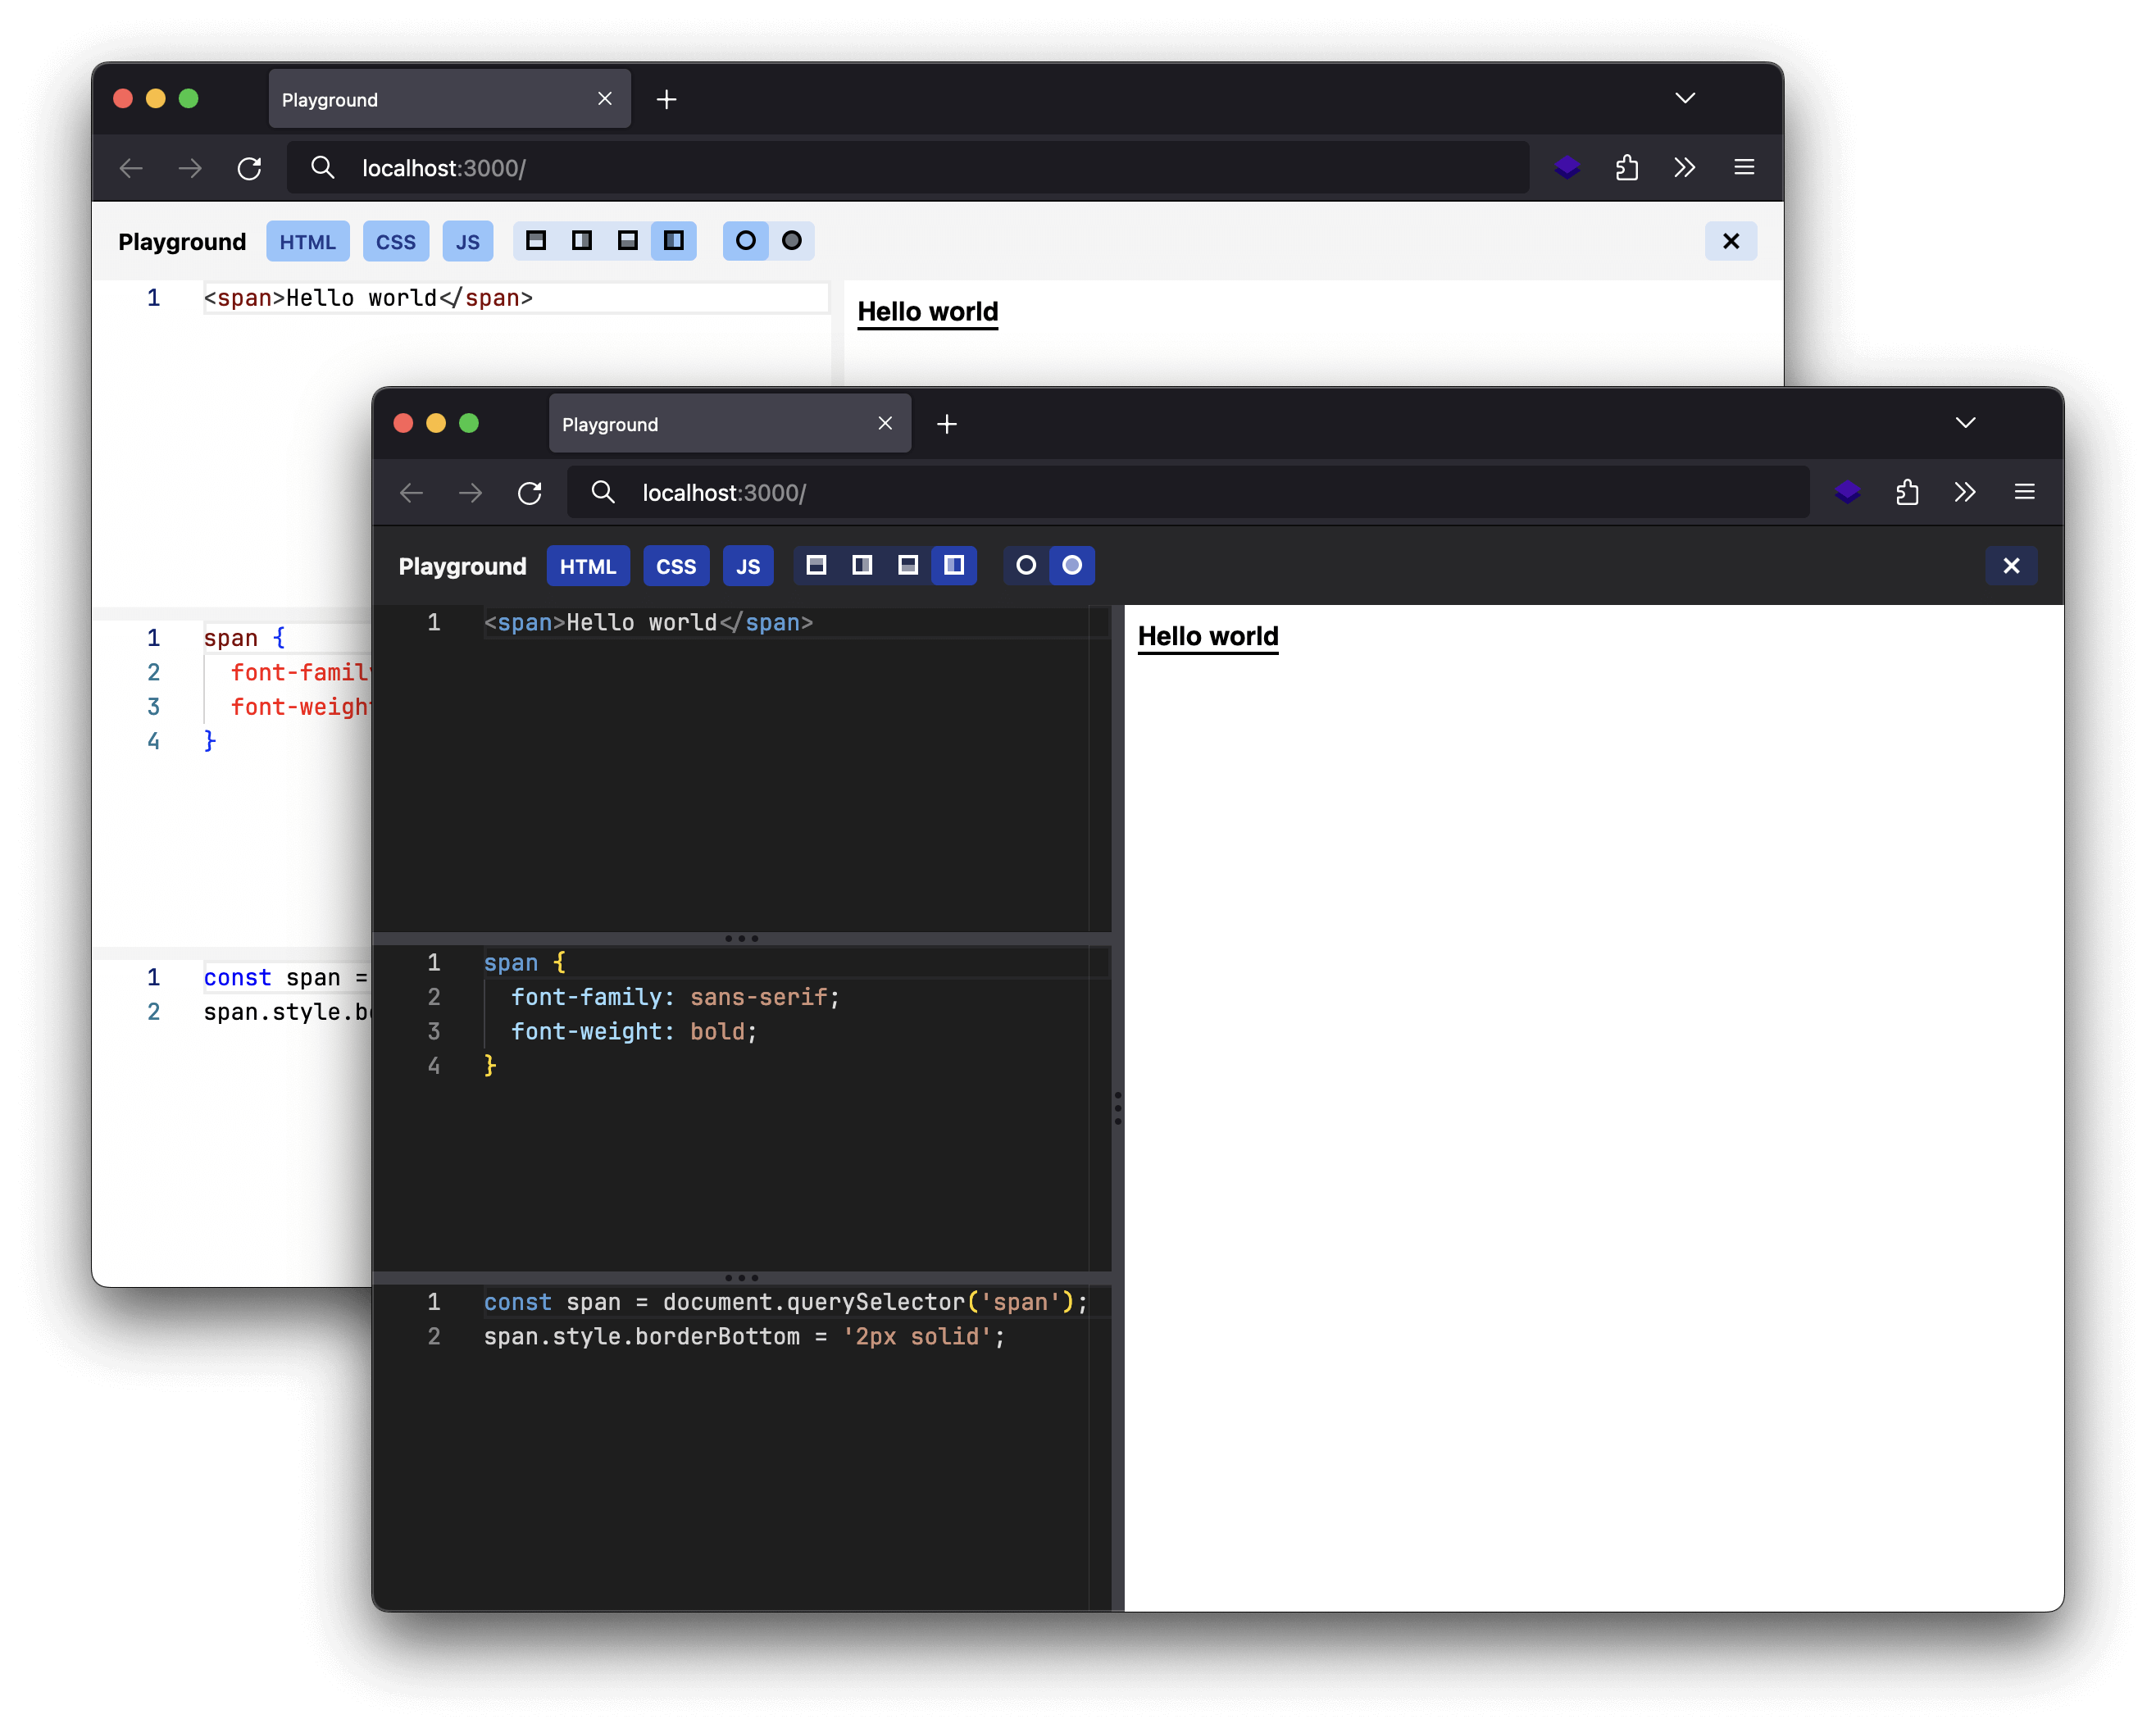 Playground
localhost:3000/
Playground HTML CSS JS
1 <span>Hello world</span>
Hello world
1 span {
2 font-family
3 font-weight
4 }
1 const span =
2 span.style.b
Playground
localhost:3000/
Playground HTML CSS JS
1 <span>Hello world</span>
Hello world
1 span {
2 font-family: sans-serif;
3 font-weight: bold;
4 }
1 const span = document.querySelector('span');
2 span.style.borderBottom = '2px solid';